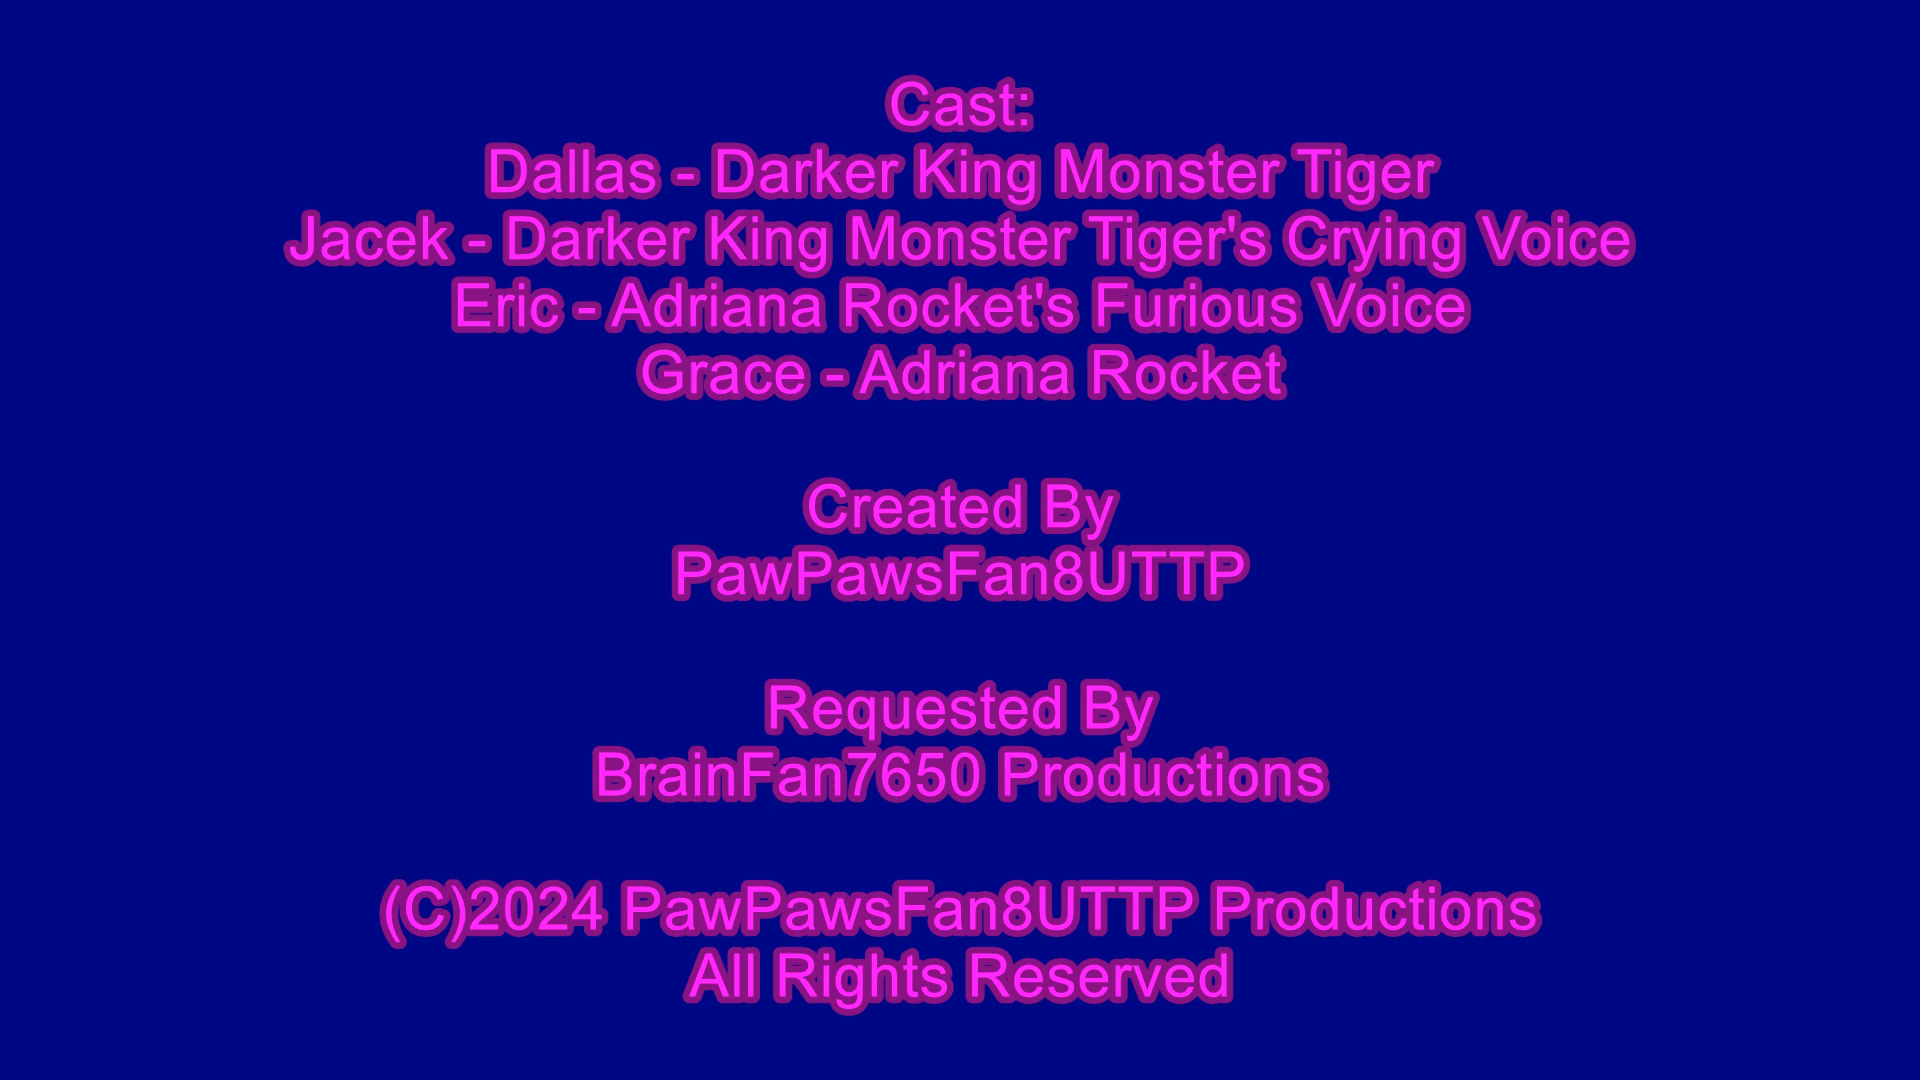 Cast:
Dallas - Darker King Monster Tiger
Jacek - Darker King Monster Tiger's Crying Voice
Eric - Adriana Rocket's Furious Voice
Grace - Adriana Rocket
Created By
PawPawsFan8UTTP
Requested By
BrainFan7650 Productions
(C)2024 PawPawsFan8UTTP Productions
All Rights Reserved